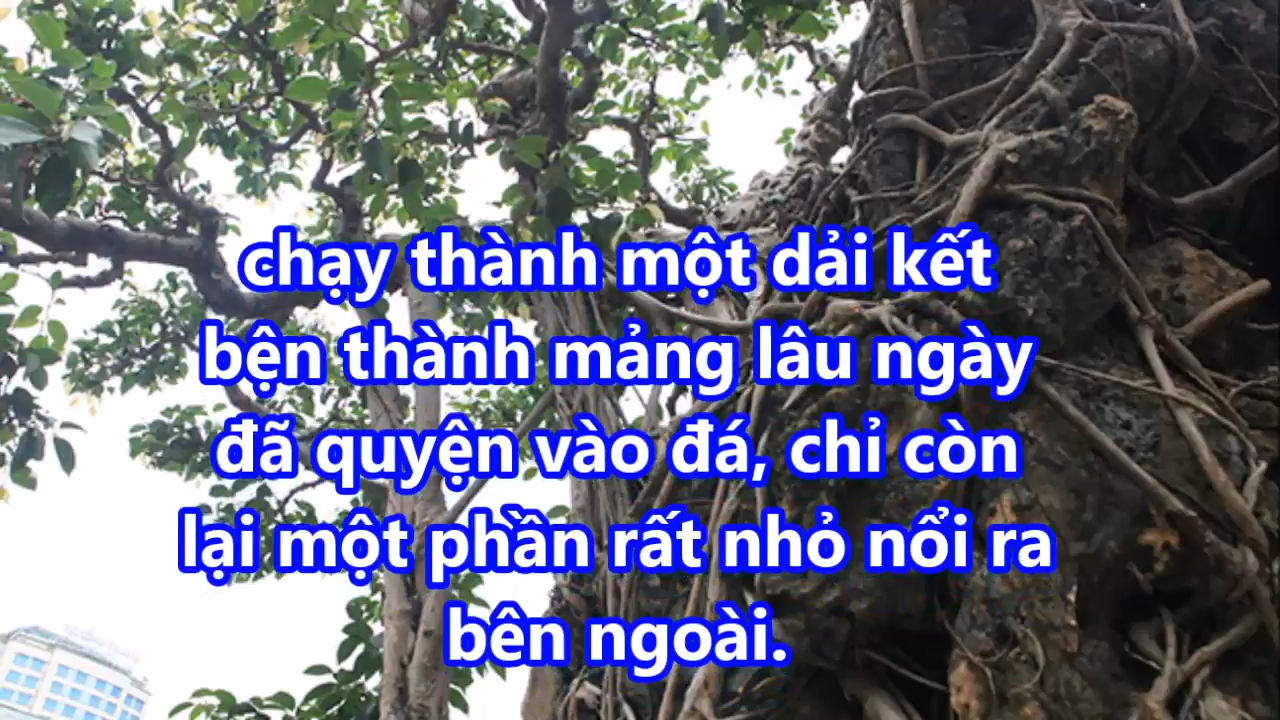 chạy thành một dải kết
bện thành mảng lâu ngày
đã quyện vào đá, chỉ còn
lại một phần rất nhỏ nổi ra
bên ngoài.